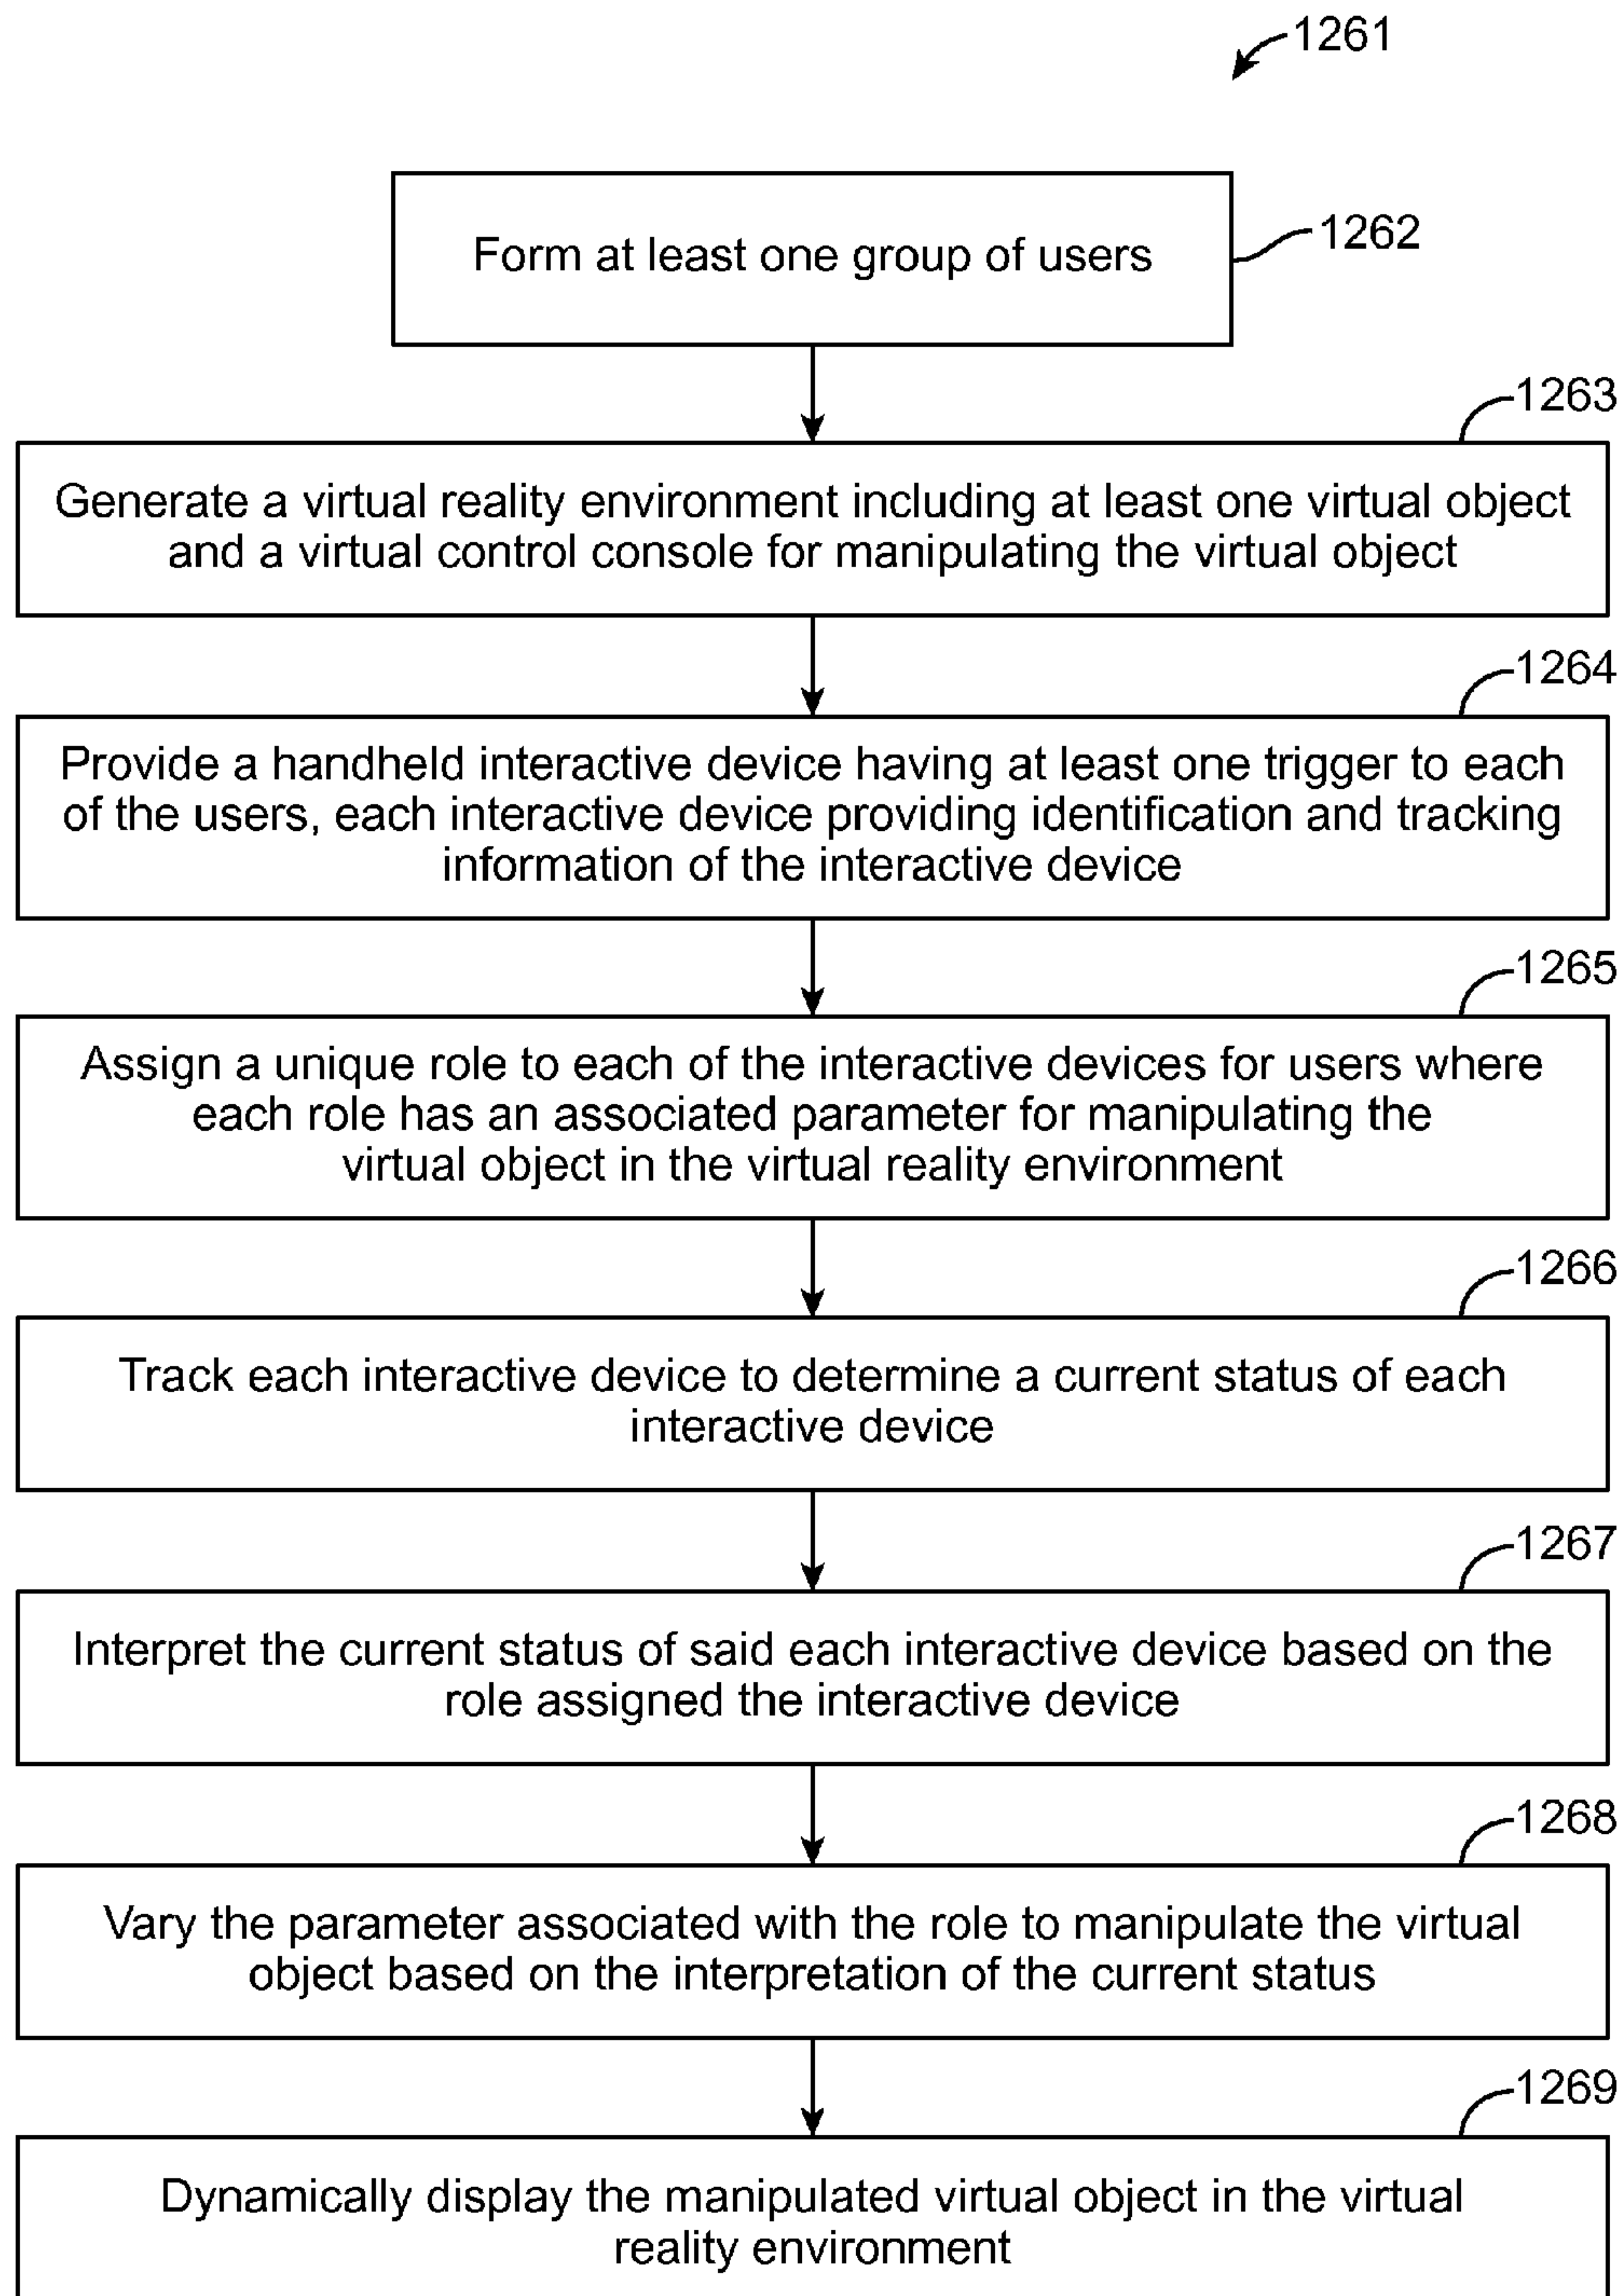 1261
Form at least one group of users
1262
1263
Generate a virtual reality environment including at least one virtual object
and a virtual control console for manipulating the virtual object
1264
Provide a handheld interactive device having at least one trigger to each
of the users, each interactive device providing identification and tracking
information of the interactive device
1265
Assign a unique role to each of the interactive devices for users where
each role has an associated parameter for manipulating the
virtual object in the virtual reality environment
1266
Track each interactive device to determine a current status of each
interactive device
1267
Interpret the current status of said each interactive device based on the
role assigned the interactive device
1268
Vary the parameter associated with the role to manipulate the virtual
object based on the interpretation of the current status
1269
Dynamically display the manipulated virtual object in the virtual
reality environment